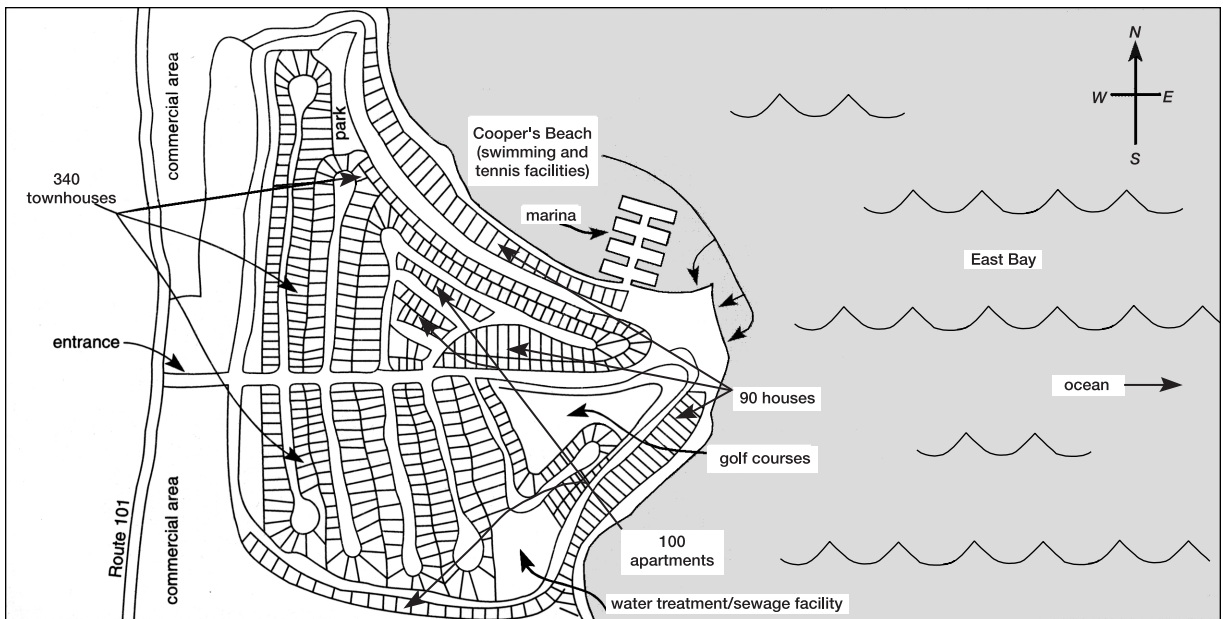 commercial area
park
340
townhouses
entrance
Route 101
commercial area
Cooper's Beach
(swimming and
tennis facilities)
marina
N
W
E
S
East Bay
ocean
90 houses
golf courses
100
apartments
water treatment/sewage facility